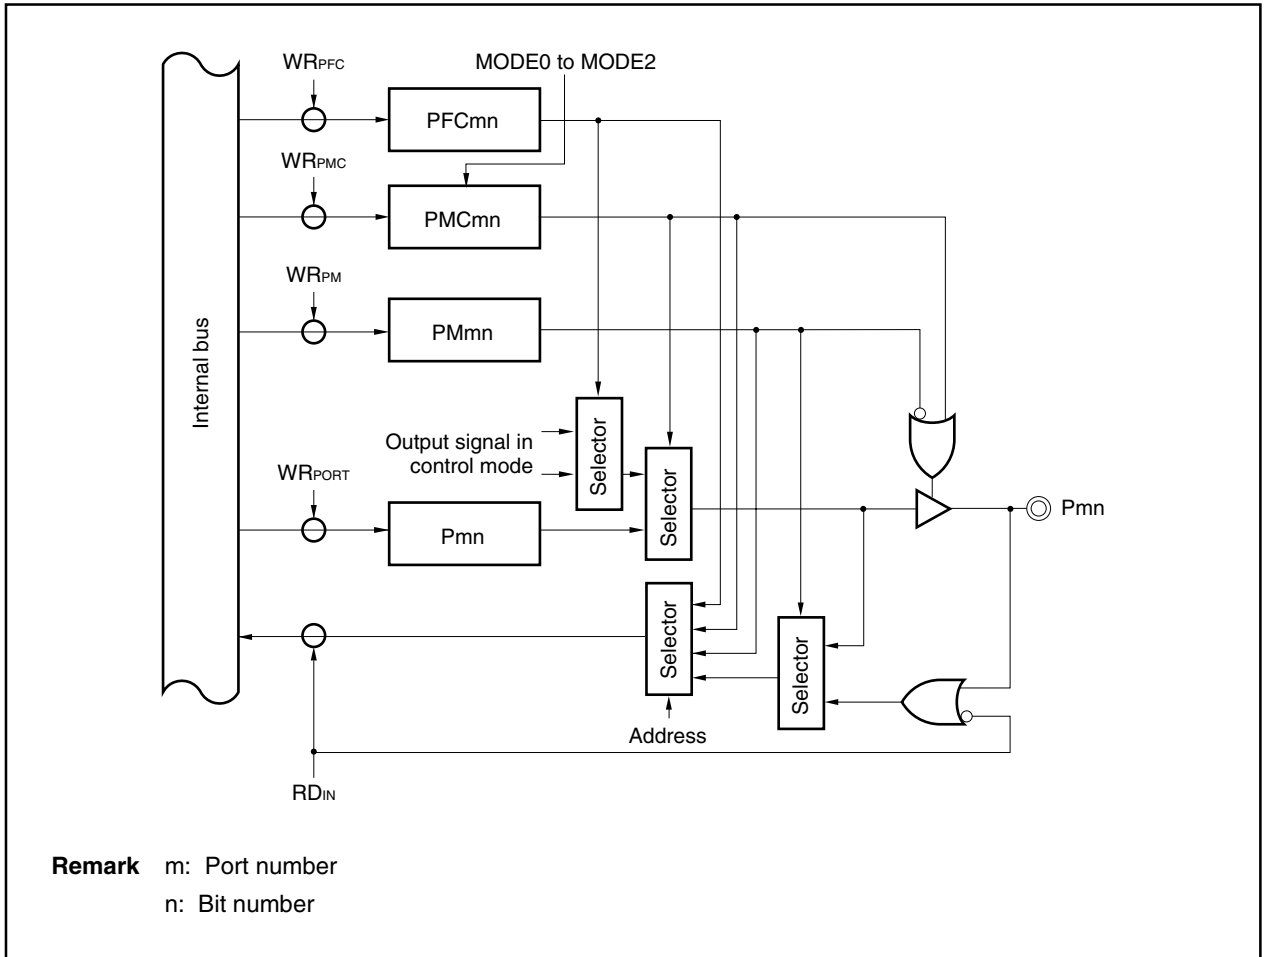 WRPFC
MODE0 to MODE2
PFCmn
WRPMC
PMCmn
WRPM
PMmn
Internal bus
Output signal in
control mode
Selector
Selector
WRPORT
Pmn
Pmn
Selector
Selector
Address
RDIN
Remark m: Port number
n: Bit number